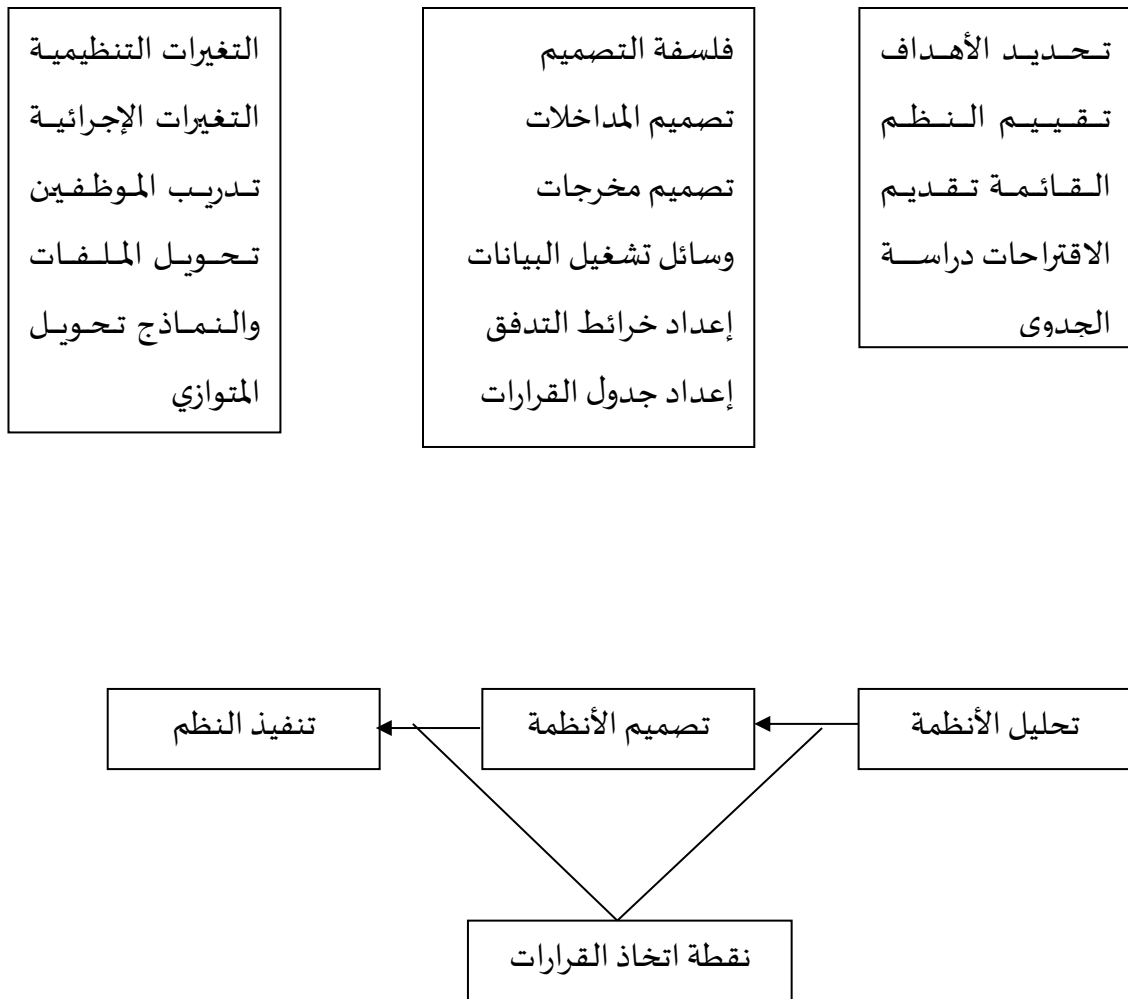 تحديد الأهداف
تقييم النظم
القائمة تقديم
الاقتراحات دراسة
الجدوى
فلسفة التصميم
تصميم المداخلات
تصميم مخرجات
وسائل تشغيل البيانات
إعداد خرائط التدفق
إعداد جدول القرارات
التغيرات التنظيمية
التغيرات الإجرائية
تدريب الموظفين
تحويل الملفات
والنماذج تحويل
المتوازي
تحليل الأنظمة
تصميم الأنظمة
تنفيذ النظم
نقطة اتخاذ القرارات